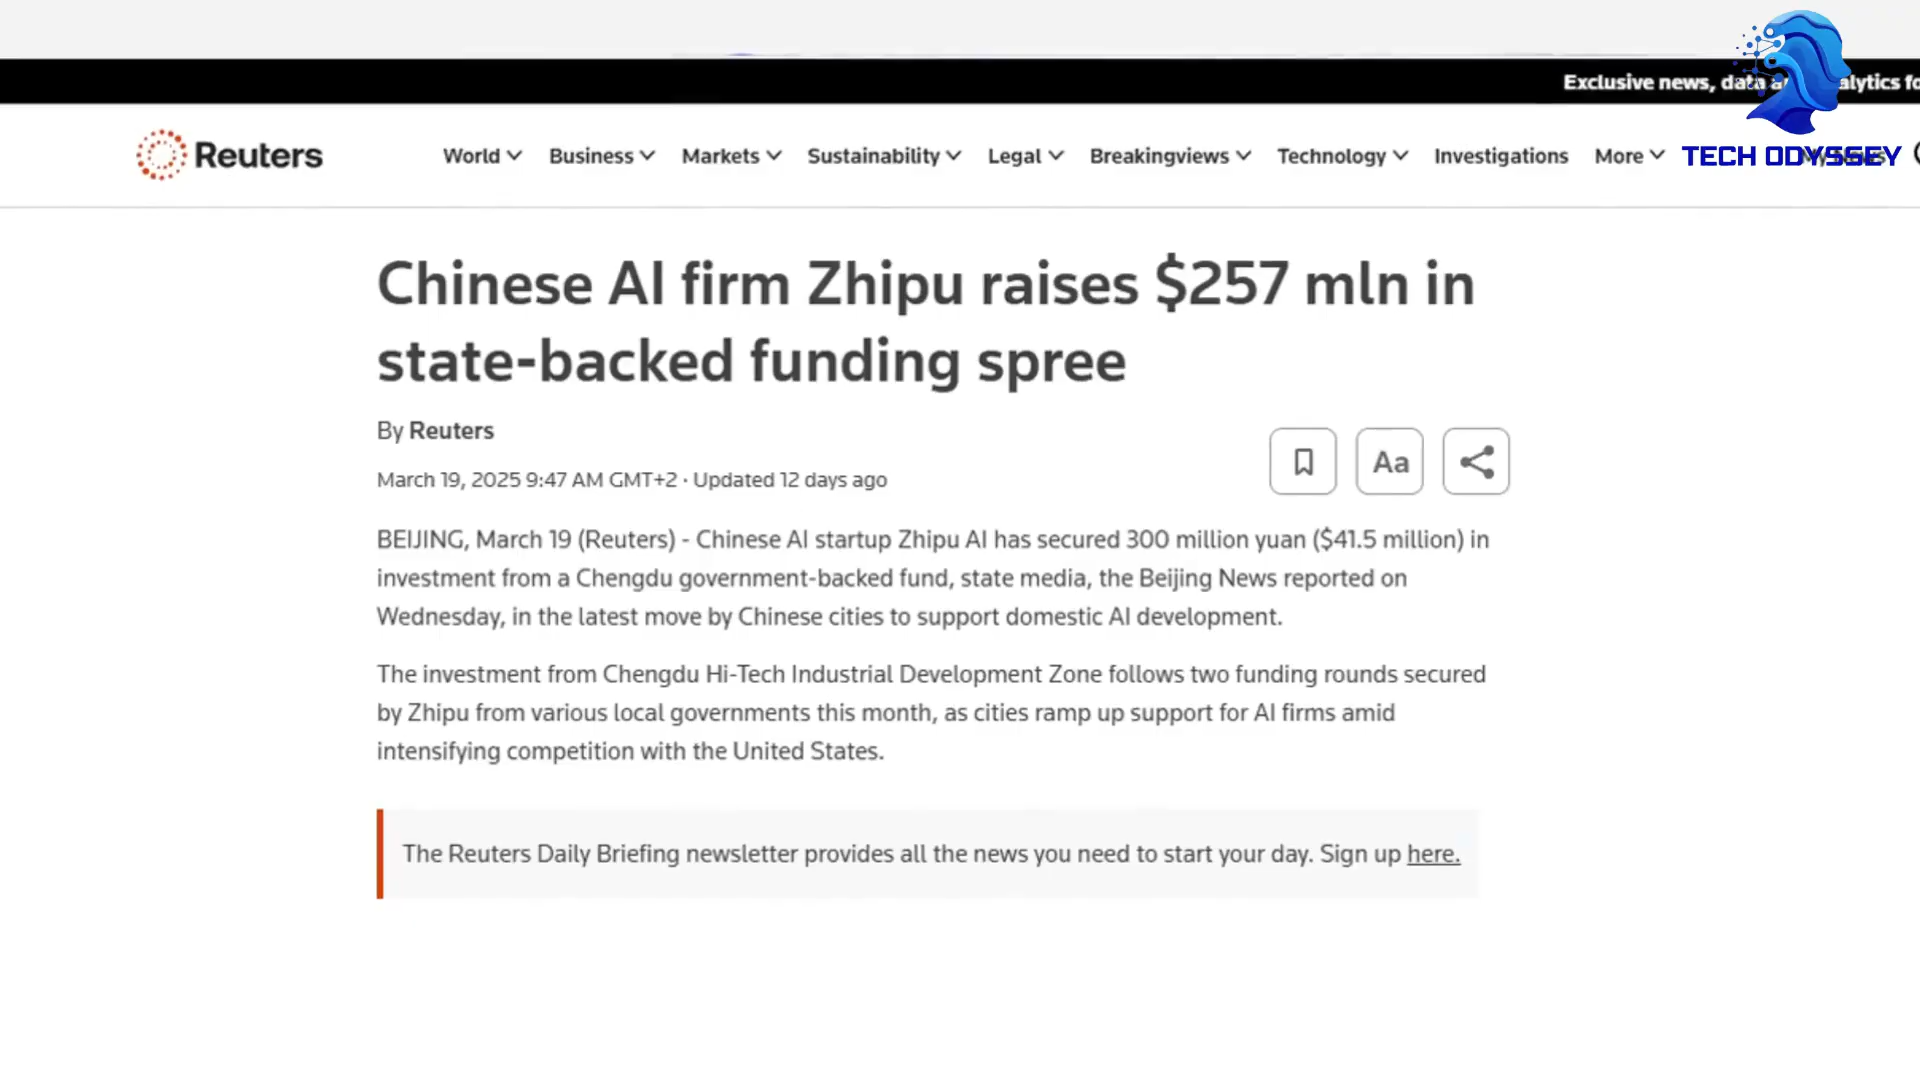 Exclusive news, data
Reuters
World
Business
Markets
Sustainability
Legal
Breakingviews
Technology
Investigations
More
TECH ODYSSEY
Chinese AI firm Zhipu raises $257 mln in
state-backed funding spree
By Reuters
Aa
March 19, 2025 9:47 AM GMT+2 · Updated 12 days ago
BEIJING, March 19 (Reuters) - Chinese AI startup Zhipu AI has secured 300 million yuan ($41.5 million) in
investment from a Chengdu government-backed fund, state media, the Beijing News reported on
Wednesday, in the latest move by Chinese cities to support domestic AI development.
The investment from Chengdu Hi-Tech Industrial Development Zone follows two funding rounds secured
by Zhipu from various local governments this month, as cities ramp up support for AI firms amid
intensifying competition with the United States.
The Reuters Daily Briefing newsletter provides all the news you need to start your day. Sign up here.